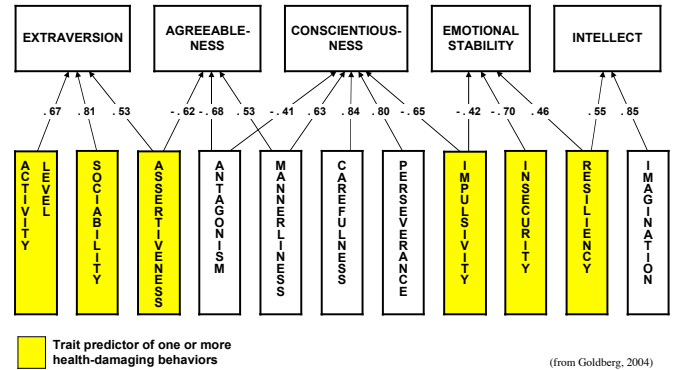 EXTRAVERSION
AGREEABLE-
NESS
CONSCIENTIOUS-
NESS
EMOTIONAL
STABILITY
INTELLECT
.67 .81 .53 -.62 -.68 .53 -.41 .63 .84 .80 -.65 -.42 -.70 .46 .55 .85
ACTIVITY
LEVEL
SOCIABILITY
ASSERTIVENESS
ANTAGONISM
MANNERLINESS
CAREFULNESS
PERSEVERANCE
IMPULSIVITY
INSECURITY
RESILIENCY
IMAGINATION
Trait predictor of one or more
health-damaging behaviors
(from Goldberg, 2004)